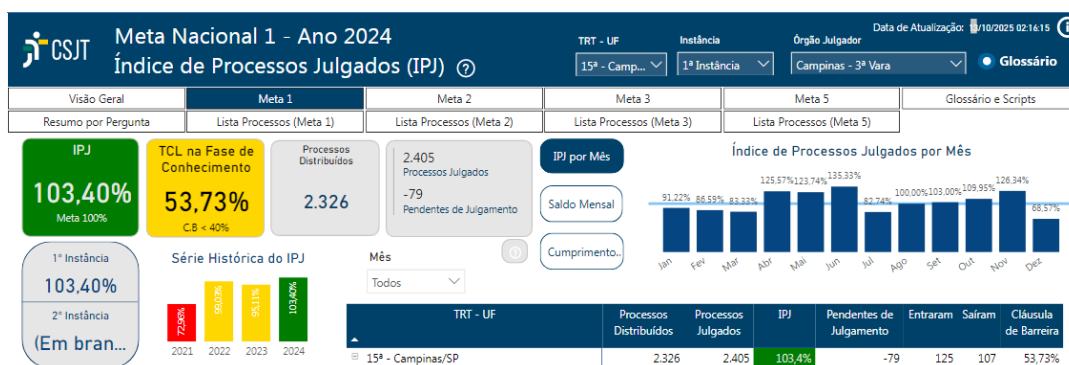 CSJT
Meta Nacional 1 - Ano 2024
Índice de Processos Julgados (IPJ)
TRT - UF
15ª - Camp...
Instância
1ª Instância
Data de Atualização: 3/10/2025 02:16:15
Órgão Julgador
Campinas - 3ª Vara
Glossário
Visão Geral
Meta 1
Meta 2
Meta 3
Meta 5
Glossário e Scripts
Resumo por Pergunta
Lista Processos (Meta 1)
Lista Processos (Meta 2)
Lista Processos (Meta 3)
Lista Processos (Meta 5)
IPJ
103,40%
Meta 100%
TCL na Fase de
Conhecimento
53,73%
C.B < 40%
Processos
Distribuídos
2.326
2.405
Processos Julgados
-79
Pendentes de Julgamento
IPJ por Mês
Saldo Mensal
Cumprimento..
Índice de Processos Julgados por Mês
91,22%
86,59%
83,33%
125,57%
123,74%
135,33%
82,74%
100,00%
103,00%
109,95%
126,34%
68,57%
Jan
Fev
Mar
Abr
Mai
Jun
Jul
Ago
Set
Out
Nov
Dez
1ª Instância
103,40%
2ª Instância
(Em bran...)
Série Histórica do IPJ
72,96%
99,03%
95,11%
103,40%
2021
2022
2023
2024
Mês
Todos
TRT - UF
Processos
Distribuídos
Processos
Julgados
IPJ
Pendentes de
Julgamento
Entraram
Saíram
Cláusula
de Barreira
15ª - Campinas/SP
2.326
2.405
103,4%
-79
125
107
53,73%